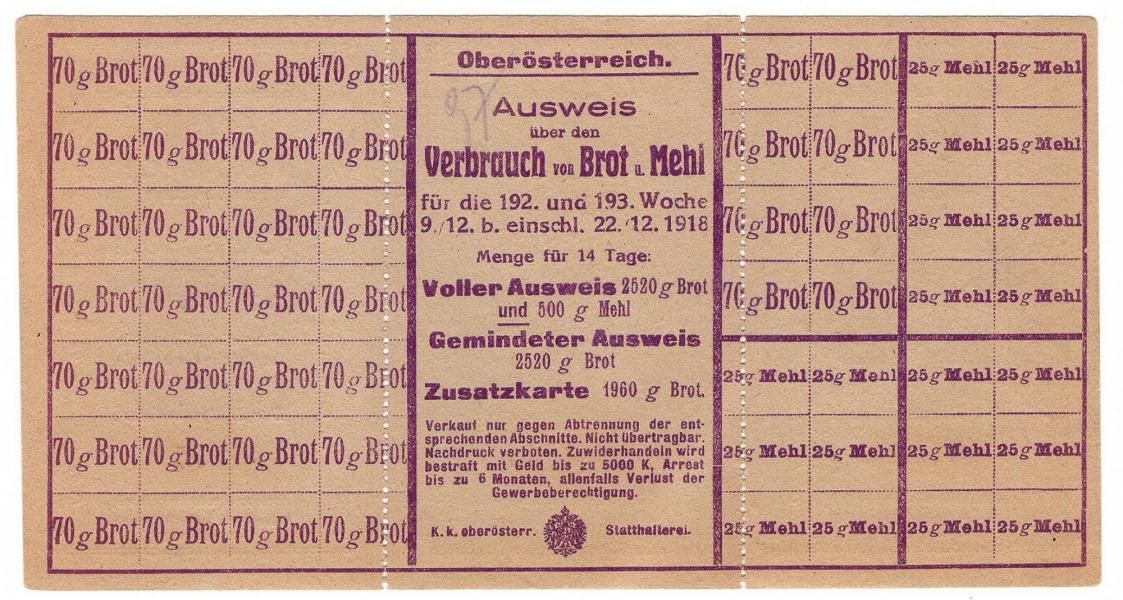 70 g Brot 70 g Brot 70 g Brot 70 g Brot
70 g Brot 70 g Brot 70 g Brot 70 g Brot
70 g Brot 70 g Brot 70 g Brot 70 g Brot
70 g Brot 70 g Brot 70 g Brot 70 g Brot
70 g Brot 70 g Brot 70 g Brot 70 g Brot
70 g Brot 70 g Brot 70 g Brot 70 g Brot
70 g Brot 70 g Brot 70 g Brot 70 g Brot
Oberösterreich.
Ausweis
über den
Verbrauch von Brot u. Mehl
für die 192. und 193. Woche
9./12. b. einschl. 22./12. 1918
Menge für 14 Tage:
Voller Ausweis 2520 g Brot
und 500 g Mehl
Gemindeter Ausweis
2520 g Brot
Zusatzkarte 1960 g Brot.
Verkauf nur gegen Abtrennung der ent-
sprechenden Abschnitte. Nicht übertragbar.
Nachdruck verboten. Zuwiderhandeln wird
bestraft mit Geld bis zu 5000 K, Arrest
bis zu 6 Monaten, allenfalls Verlust der
Gewerbeberechtigung.
K. k. oberösterr. Statthalterei.
70 g Brot 70 g Brot 25 g Mehl 25 g Mehl
70 g Brot 70 g Brot 25 g Mehl 25 g Mehl
70 g Brot 70 g Brot 25 g Mehl 25 g Mehl
70 g Brot 70 g Brot 25 g Mehl 25 g Mehl
25 g Mehl 25 g Mehl 25 g Mehl 25 g Mehl
25 g Mehl 25 g Mehl 25 g Mehl 25 g Mehl
25 g Mehl 25 g Mehl 25 g Mehl 25 g Mehl